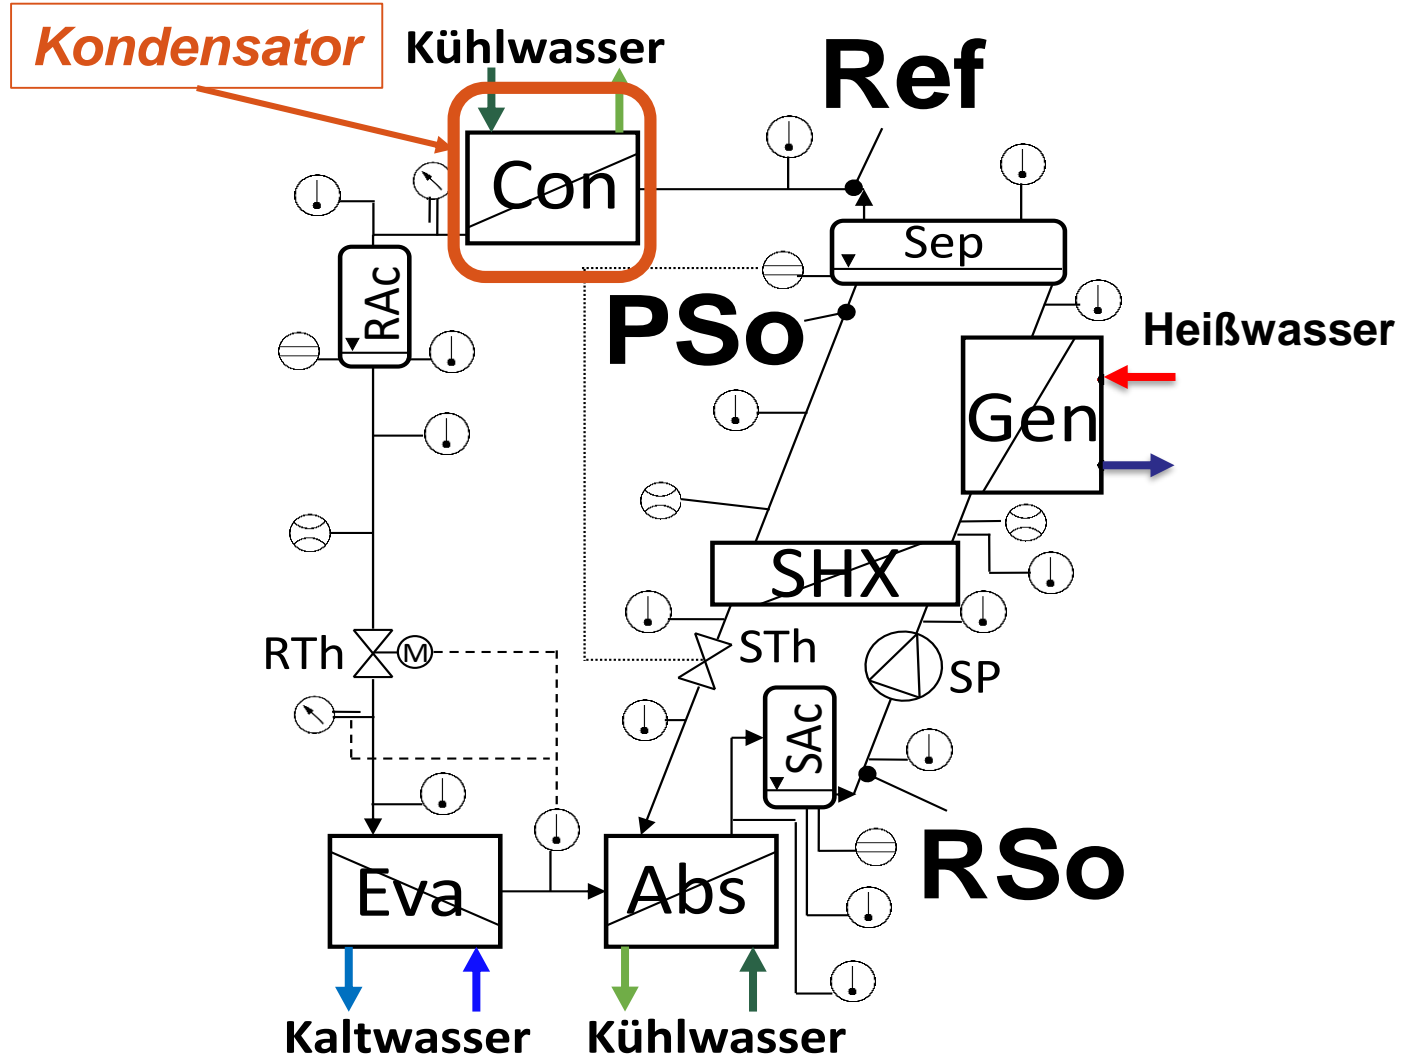 Kondensator
Kühlwasser
Ref
Con
Sep
RAc
PSo
Heißwasser
Gen
SHX
RTh
M
STh
SP
SAc
RSo
Eva
Abs
Kaltwasser
Kühlwasser